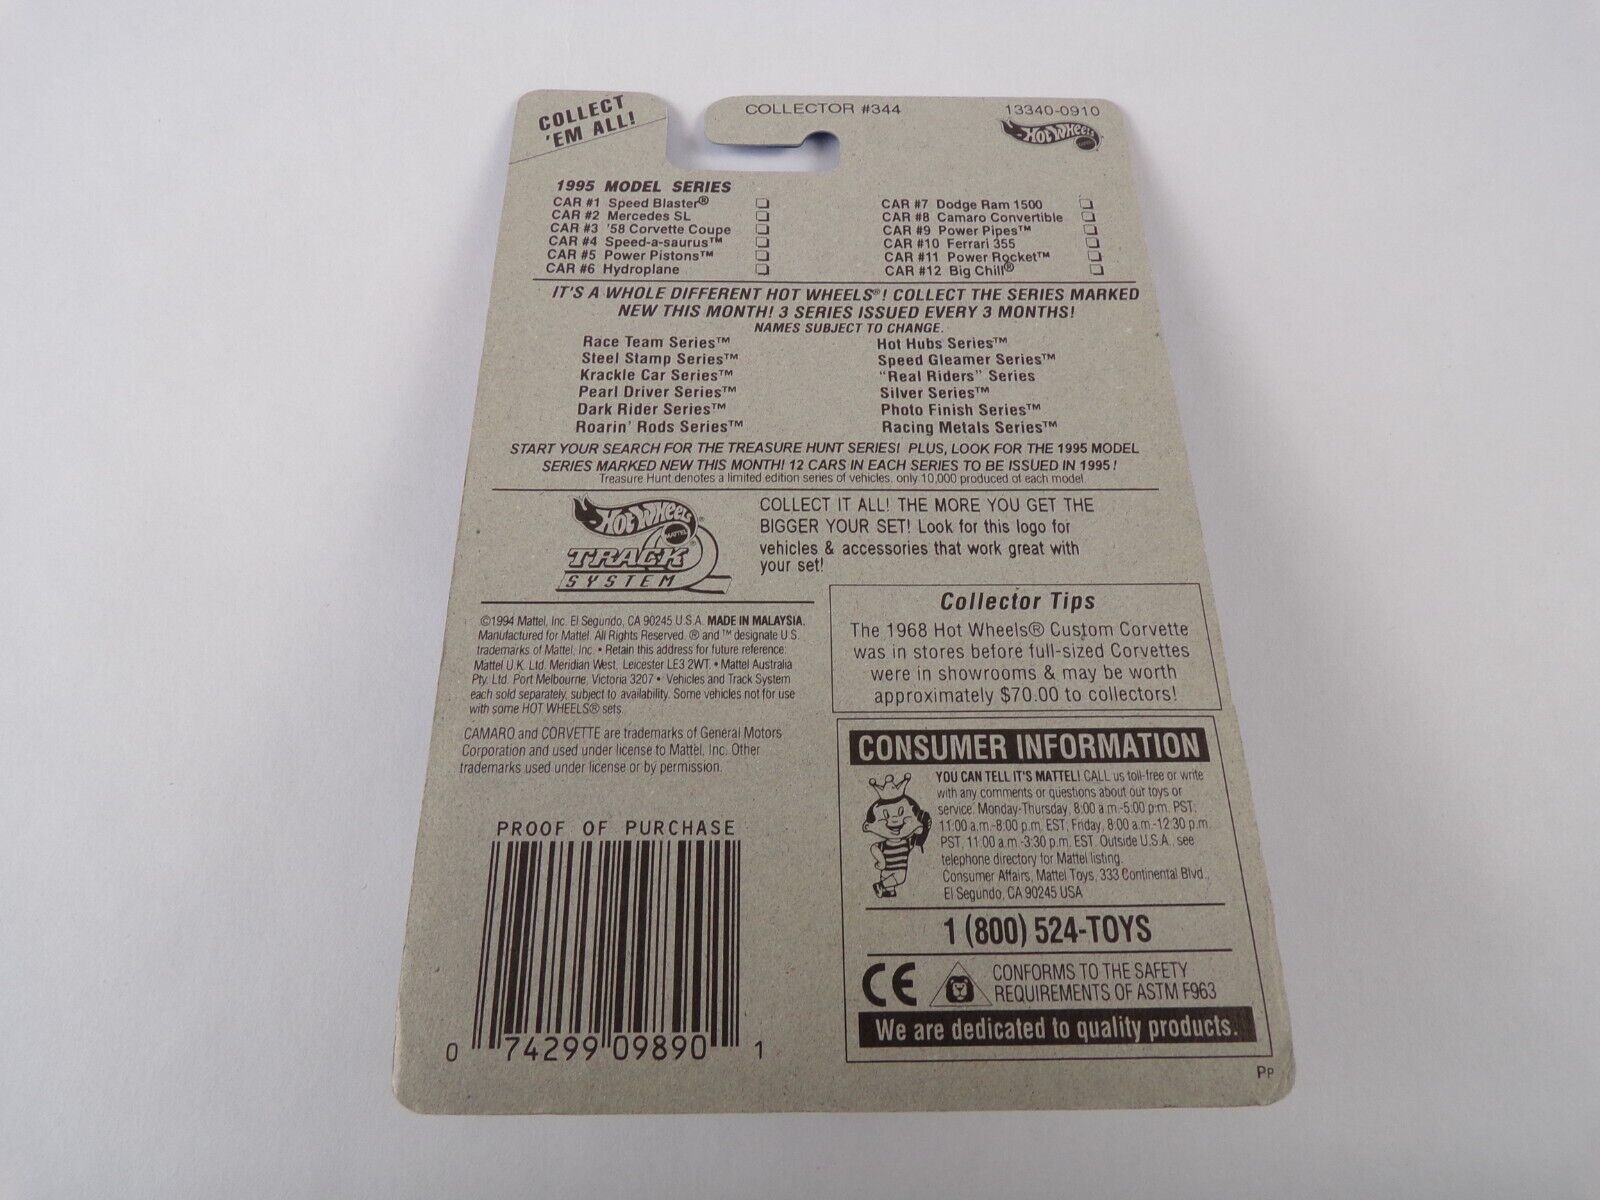 COLLECT
'EM ALL!
COLLECTOR #344
13340-0910
HOT WHEELS
1995 MODEL SERIES
CAR #1 Speed Blaster®
CAR #2 Mercedes SL
CAR #3 '58 Corvette Coupe
CAR #4 Speed-a-saurus™
CAR #5 Power Pistons™
CAR #6 Hydroplane
CAR #7 Dodge Ram 1500
CAR #8 Camaro Convertible
CAR #9 Power Pipes™
CAR #10 Ferrari 355
CAR #11 Power Rocket™
CAR #12 Big Chill®
IT'S A WHOLE DIFFERENT HOT WHEELS®! COLLECT THE SERIES MARKED
NEW THIS MONTH! 3 SERIES ISSUED EVERY 3 MONTHS!
NAMES SUBJECT TO CHANGE.
Race Team Series™
Steel Stamp Series™
Krackle Car Series™
Pearl Driver Series™
Dark Rider Series™
Roarin' Rods Series™
Hot Hubs Series™
Speed Gleamer Series™
"Real Riders" Series
Silver Series™
Photo Finish Series™
Racing Metals Series™
START YOUR SEARCH FOR THE TREASURE HUNT SERIES! PLUS, LOOK FOR THE 1995 MODEL
SERIES MARKED NEW THIS MONTH! 12 CARS IN EACH SERIES TO BE ISSUED IN 1995!
Treasure Hunt denotes a limited edition series of vehicles, only 10,000 produced of each model.
HOT WHEELS®
MATTEL
TRACK
SYSTEM
COLLECT IT ALL! THE MORE YOU GET THE
BIGGER YOUR SET! Look for this logo for
vehicles & accessories that work great with
your set!
©1994 Mattel, Inc. El Segundo, CA 90245 U.S.A. MADE IN MALAYSIA.
Manufactured for Mattel. All Rights Reserved. ® and ™ designate U.S.
trademarks of Mattel, Inc. • Retain this address for future reference:
Mattel U.K. Ltd. Meridian West, Leicester LE3 2WT. • Mattel Australia
Pty. Ltd. Port Melbourne, Victoria 3207 • Vehicles and Track System
each sold separately, subject to availability. Some vehicles not for use
with some HOT WHEELS® sets.
CAMARO and CORVETTE are trademarks of General Motors
Corporation and used under license to Mattel, Inc. Other
trademarks used under license or by permission.
Collector Tips
The 1968 Hot Wheels® Custom Corvette
was in stores before full-sized Corvettes
were in showrooms & may be worth
approximately $70.00 to collectors!
CONSUMER INFORMATION
YOU CAN TELL IT'S MATTEL! CALL us toll-free or write
with any comments or questions about our toys or
service. Monday-Thursday, 8:00 a.m.-5:00 p.m. PST,
11:00 a.m.-8:00 p.m. EST, Friday, 8:00 a.m.-12:30 p.m.
PST, 11:00 a.m.-3:30 p.m. EST. Outside U.S.A., see
telephone directory for Mattel listing.
Consumer Affairs, Mattel Toys, 333 Continental Blvd.,
El Segundo, CA 90245 USA
1 (800) 524-TOYS
CE
CONFORMS TO THE SAFETY
REQUIREMENTS OF ASTM F963
We are dedicated to quality products.
PROOF OF PURCHASE
0 74299 09890 1
PP